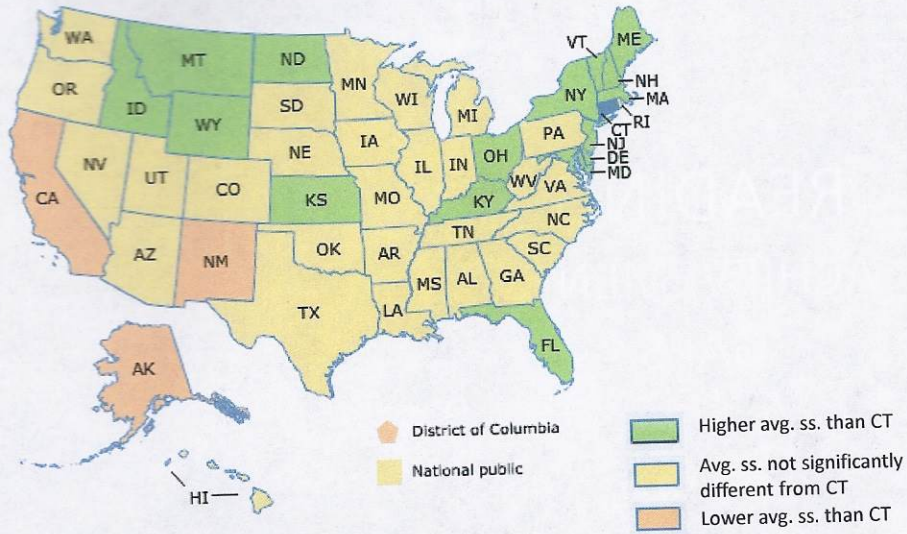 WA
MT
ND
MN
VT
ME
OR
ID
SD
WI
MI
NY
NH
MA
RI
CT
WY
IA
PA
NJ
DE
MD
NV
UT
CO
NE
IL
IN
OH
WV
VA
CA
KS
MO
KY
AZ
NM
OK
AR
TN
NC
SC
TX
LA
MS
AL
GA
FL
AK
HI
District of Columbia
National public
Higher avg. ss. than CT
Avg. ss. not significantly
different from CT
Lower avg. ss. than CT